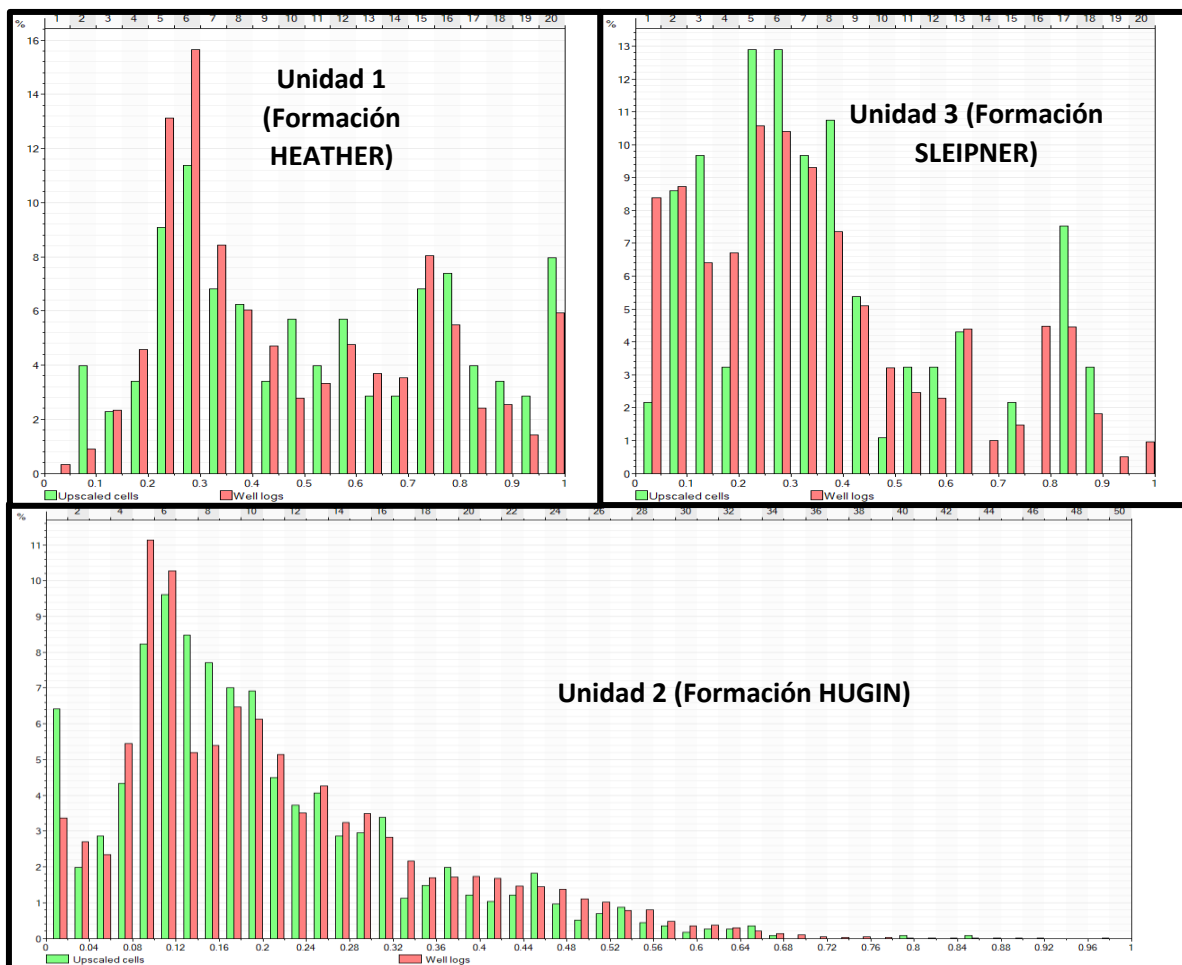 1 2 3 4 5 6 7 8 9 10 11 12 13 14 15 16 17 18 19 20
%
16
14
12
10
8
6
4
2
0
Unidad 1
(Formación
HEATHER)
0 0.1 0.2 0.3 0.4 0.5 0.6 0.7 0.8 0.9 1
Upscaled cells Well logs
1 2 3 4 5 6 7 8 9 10 11 12 13 14 15 16 17 18 19 20
%
13
12
11
10
9
8
7
6
5
4
3
2
1
0
Unidad 3 (Formación
SLEIPNER)
0 0.1 0.2 0.3 0.4 0.5 0.6 0.7 0.8 0.9 1
Upscaled cells Well logs
2 4 6 8 10 12 14 16 18 20 22 24 26 28 30 32 34 36 38 40 42 44 46 48 50
%
11
10
9
8
7
6
5
4
3
2
1
0
Unidad 2 (Formación HUGIN)
0 0.04 0.08 0.12 0.16 0.2 0.24 0.28 0.32 0.36 0.4 0.44 0.48 0.52 0.56 0.6 0.64 0.68 0.72 0.76 0.8 0.84 0.88 0.92 0.96 1
Upscaled cells Well logs